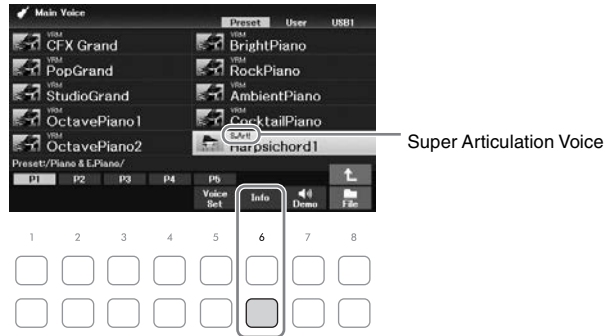 Main Voice
Preset User USB1
VRM VRM
CFX Grand BrightPiano
VRM VRM
PopGrand RockPiano
VRM VRM
StudioGrand AmbientPiano
VRM VRM
OctavePiano1 CocktailPiano
VRM S.Art!
OctavePiano2 Harpsichord1
Super Articulation Voice
Preset:/Piano & E.Piano/
P1 P2 P3 P4 P5
Voice Set Info Demo File
1 2 3 4 5 6 7 8